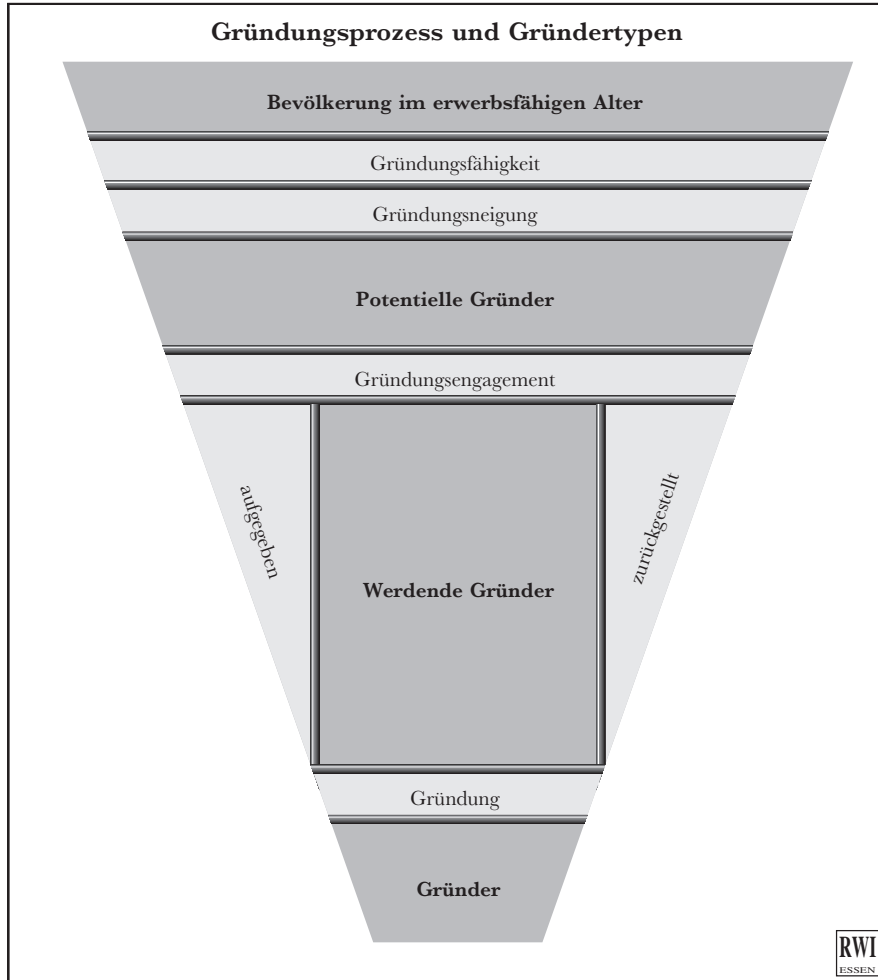 Gründungsprozess und Gründertypen
Bevölkerung im erwerbsfähigen Alter
Gründungsfähigkeit
Gründungsneigung
Potentielle Gründer
Gründungsengagement
aufgegeben
Werdende Gründer
zurückgestellt
Gründung
Gründer
RWI
ESSEN